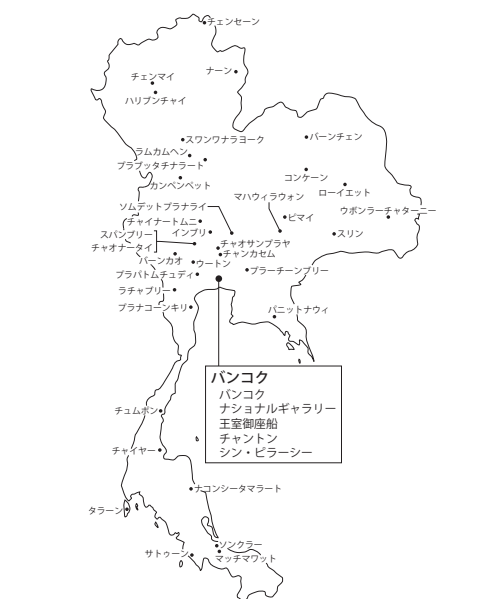 チェンセーン
ナーン
チェンマイ
ハリプンチャイ
スワンワナラヨーク
バーンチェン
ラムカムヘン
プラプッタチナラート
コンケーン
カンペンペット
ローイエット
マハウィラウォン
ソムデットプラナライ
ピマイ
ウボンラーチャターニー
チャイナートムニ
インブリ
スリン
スパンブリー
チャオサンプラヤ
チャオナータイ
チャンカセム
バーンカオ
ウートン
プラーチーンブリー
プラパトムチェディ
ラチャブリー
プラナコーンキリ
パニットナウィ
バンコク
バンコク
ナショナルギャラリー
王室御座船
チャントン
シン・ピラーシー
チュムポン
チャイヤー
ナコンシータマラート
タラーン
ソンクラー
サトゥーン
マッチマワット